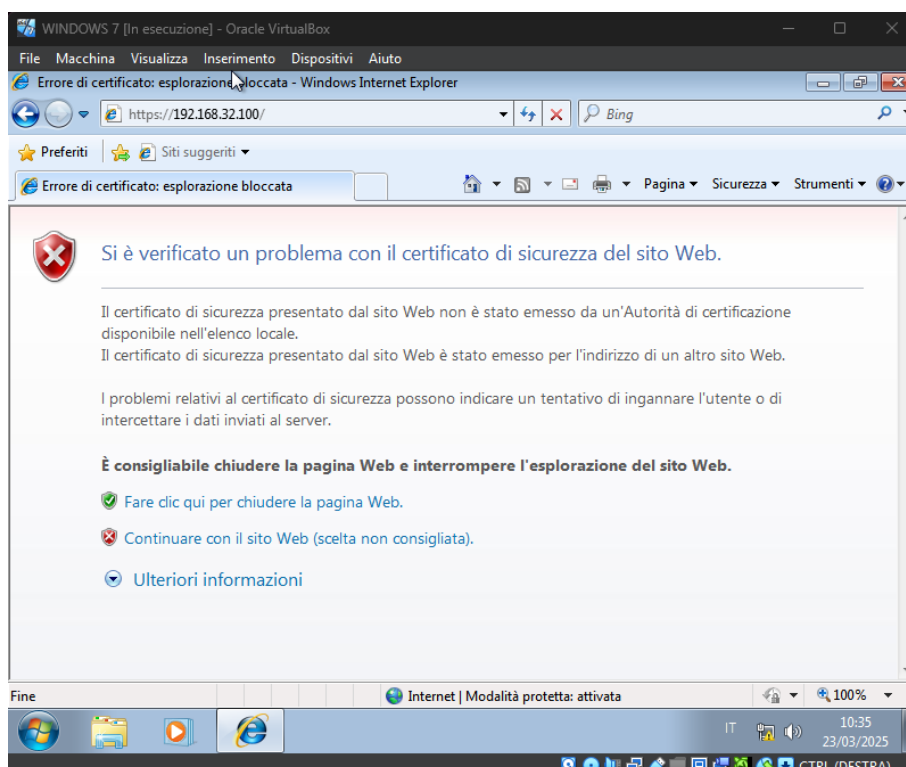 WINDOWS 7 [In esecuzione] - Oracle VirtualBox
File Macchina Visualizza Inserimento Dispositivi Aiuto
Errore di certificato: esplorazione bloccata - Windows Internet Explorer
https://192.168.32.100/
Bing
Preferiti Siti suggeriti
Errore di certificato: esplorazione bloccata
Pagina Sicurezza Strumenti
Si è verificato un problema con il certificato di sicurezza del sito Web.
Il certificato di sicurezza presentato dal sito Web non è stato emesso da un'Autorità di certificazione
disponibile nell'elenco locale.
Il certificato di sicurezza presentato dal sito Web è stato emesso per l'indirizzo di un altro sito Web.
I problemi relativi al certificato di sicurezza possono indicare un tentativo di ingannare l'utente o di
intercettare i dati inviati al server.
È consigliabile chiudere la pagina Web e interrompere l'esplorazione del sito Web.
Fare clic qui per chiudere la pagina Web.
Continuare con il sito Web (scelta non consigliata).
Ulteriori informazioni
Fine
Internet | Modalità protetta: attivata
100%
IT
10:35
23/03/2025
CTRL (DESTRA)